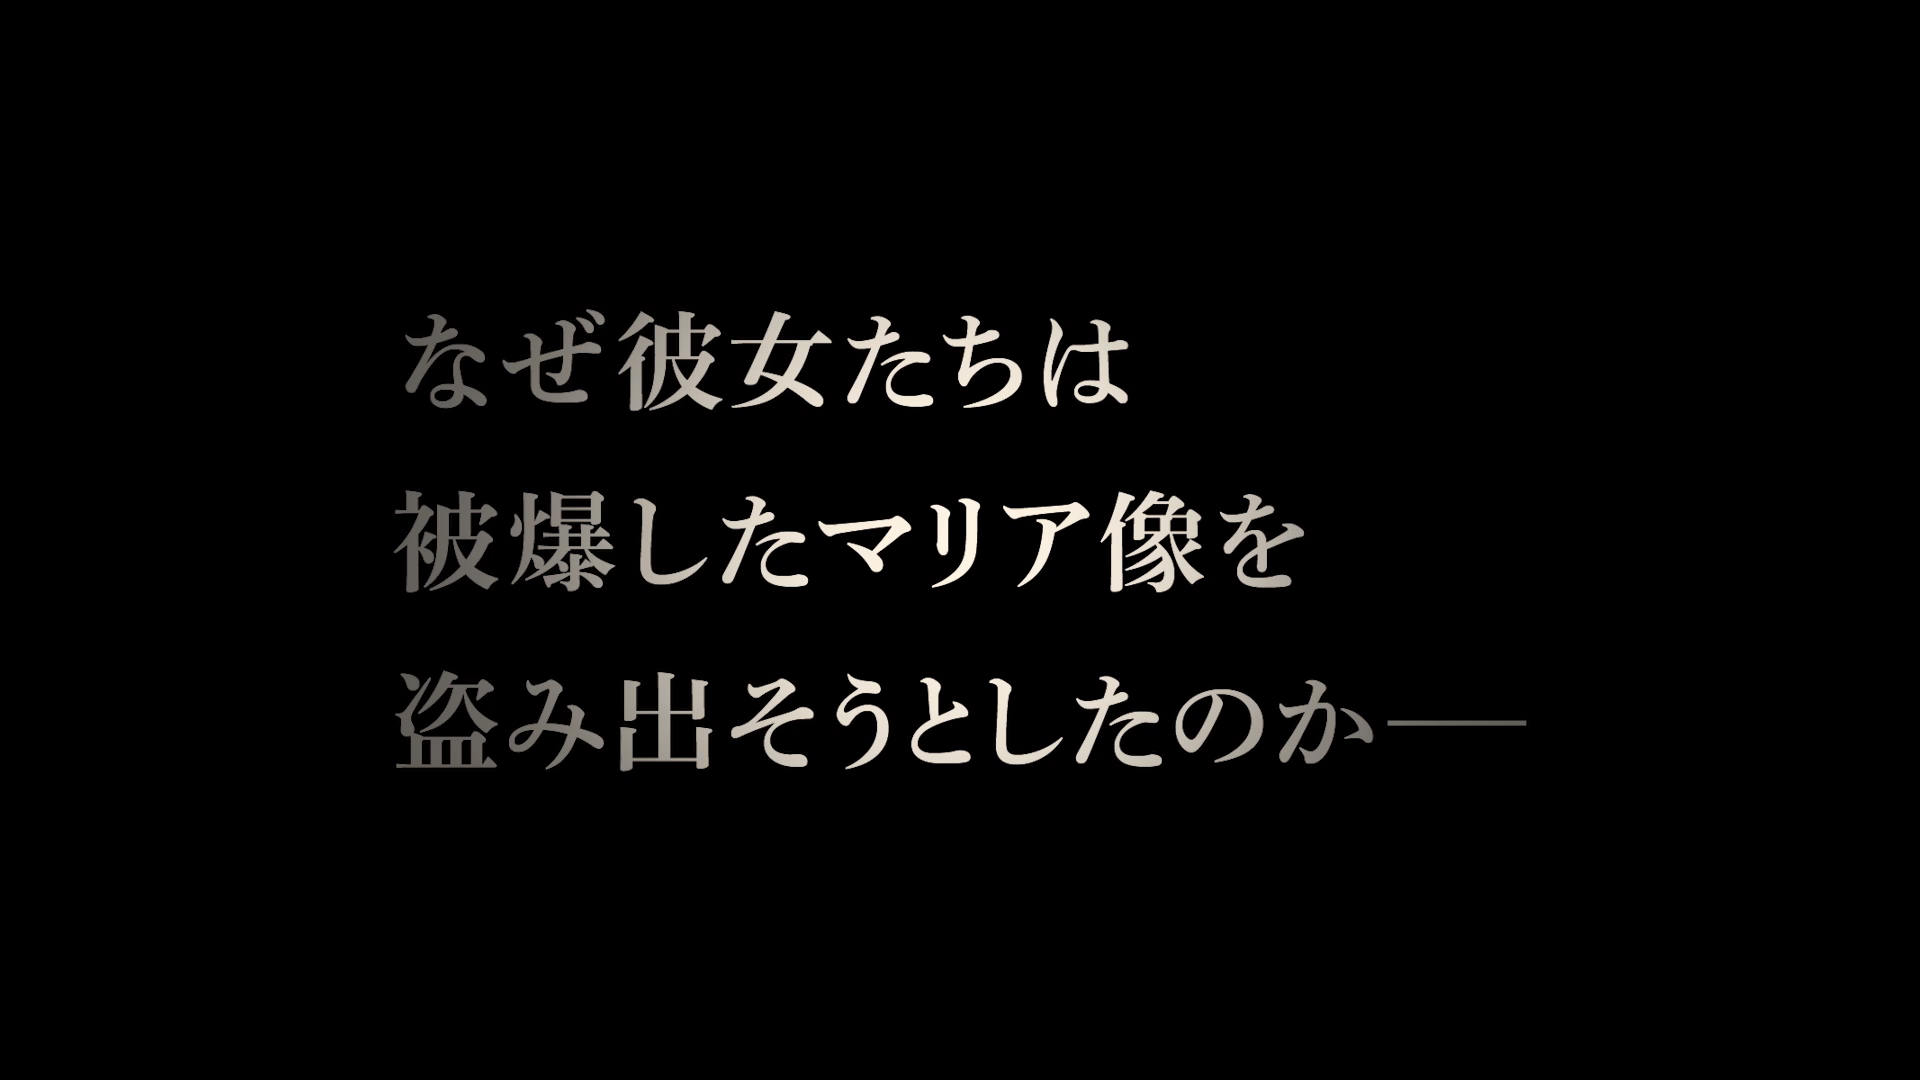 なぜ彼女たちは
被爆したマリア像を
盗み出そうとしたのか――